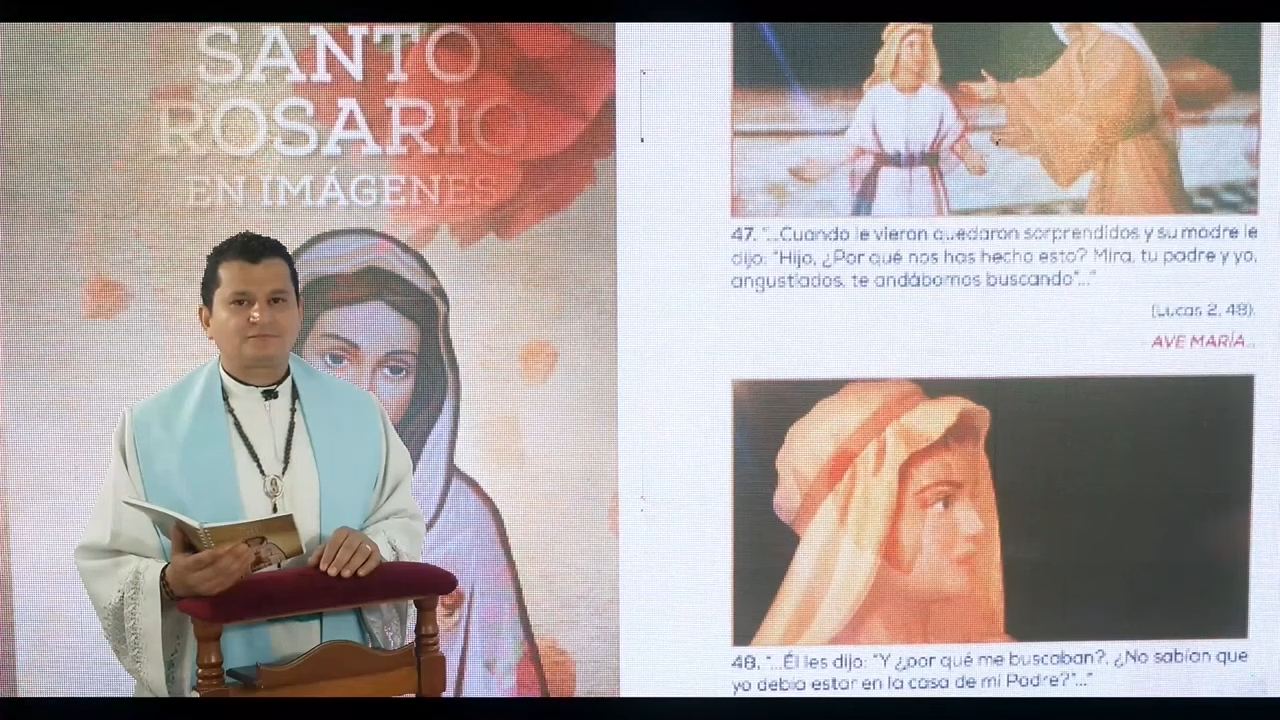 SANTO
ROSARIO
EN IMÁGENES
47. "...Cuando le vieron quedaron sorprendidos y su madre le
dijo: "Hijo, ¿Por qué nos has hecho esto? Mira, tu padre y yo,
angustiados, te andábamos buscando"..."
(Lucas 2, 48).
AVE MARÍA...
48. "...Él les dijo: "Y ¿por qué me buscaban?, ¿No sabían que
yo debía estar en la casa de mi Padre?"..."